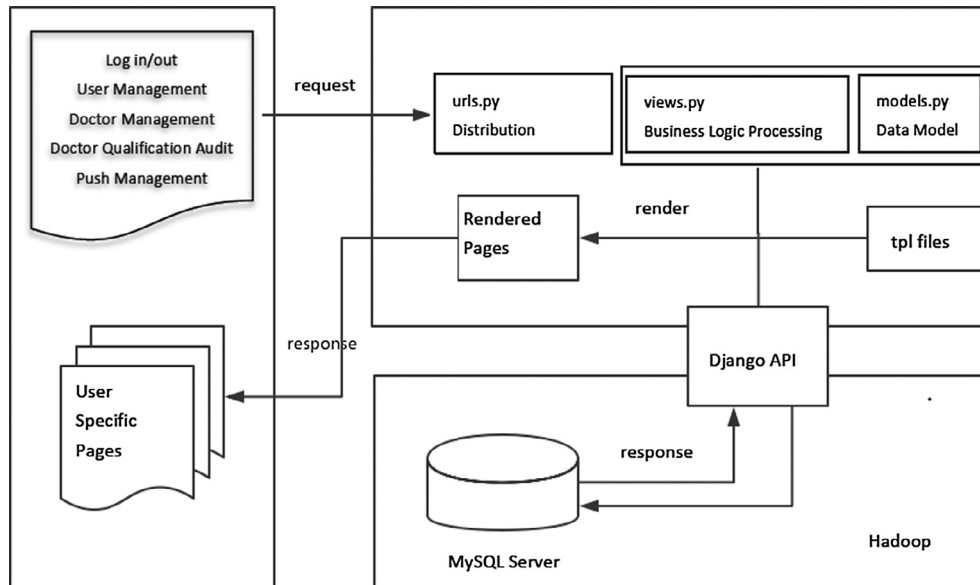 Log in/out
User Management
Doctor Management
Doctor Qualification Audit
Push Management
request
urls.py
Distribution
views.py
Business Logic Processing
models.py
Data Model
Rendered
Pages
render
tpl files
response
User
Specific
Pages
Django API
response
MySQL Server
Hadoop